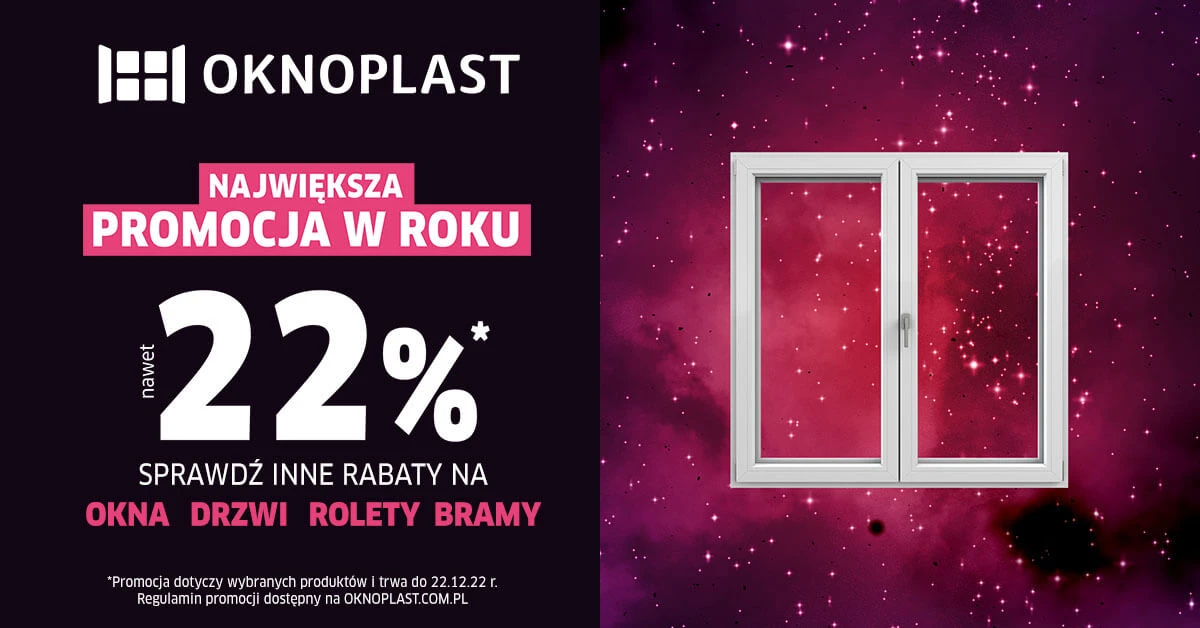 OKNOPLAST
NAJWIĘKSZA
PROMOCJA W ROKU
nawet
22%*
SPRAWDŹ INNE RABATY NA
OKNA DRZWI ROLETY BRAMY
*Promocja dotyczy wybranych produktów i trwa do 22.12.22 r.
Regulamin promocji dostępny na OKNOPLAST.COM.PL